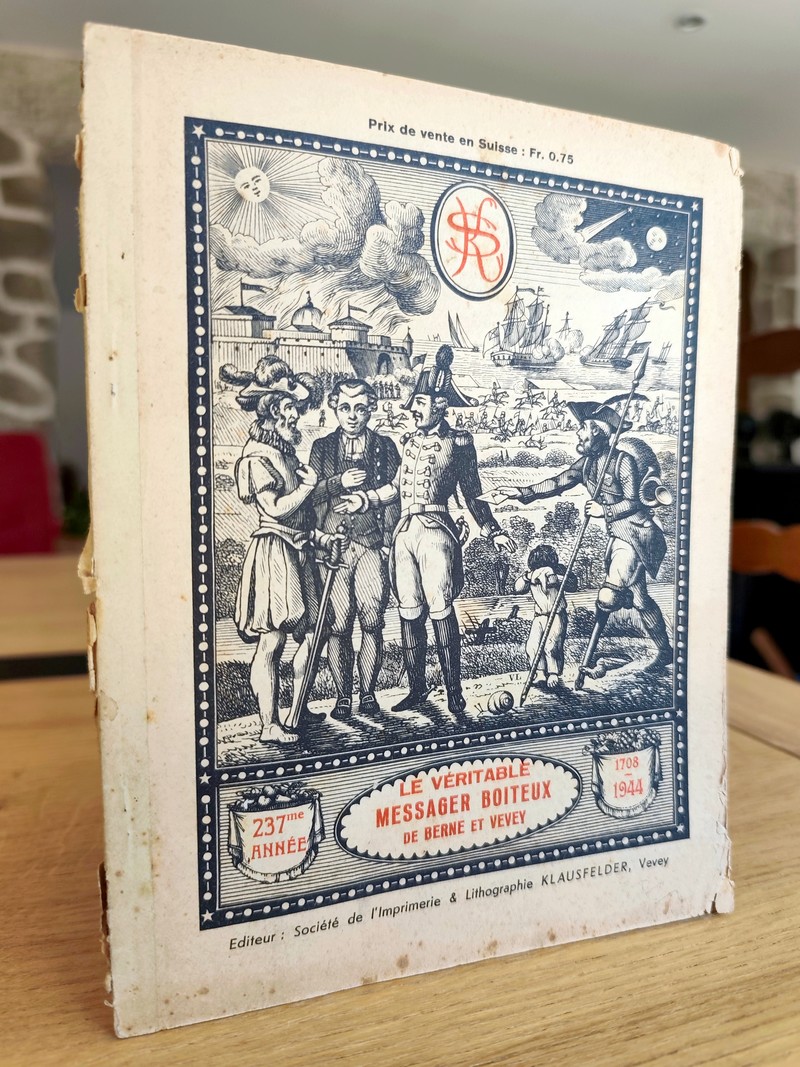 Prix de vente en Suisse : Fr. 0.75
VI.
LE VÉRITABLE
MESSAGER BOITEUX
DE BERNE ET VEVEY
237me
ANNÉE
1708
–
1944
Editeur : Société de l'Imprimerie & Lithographie KLAUSFELDER, Vevey